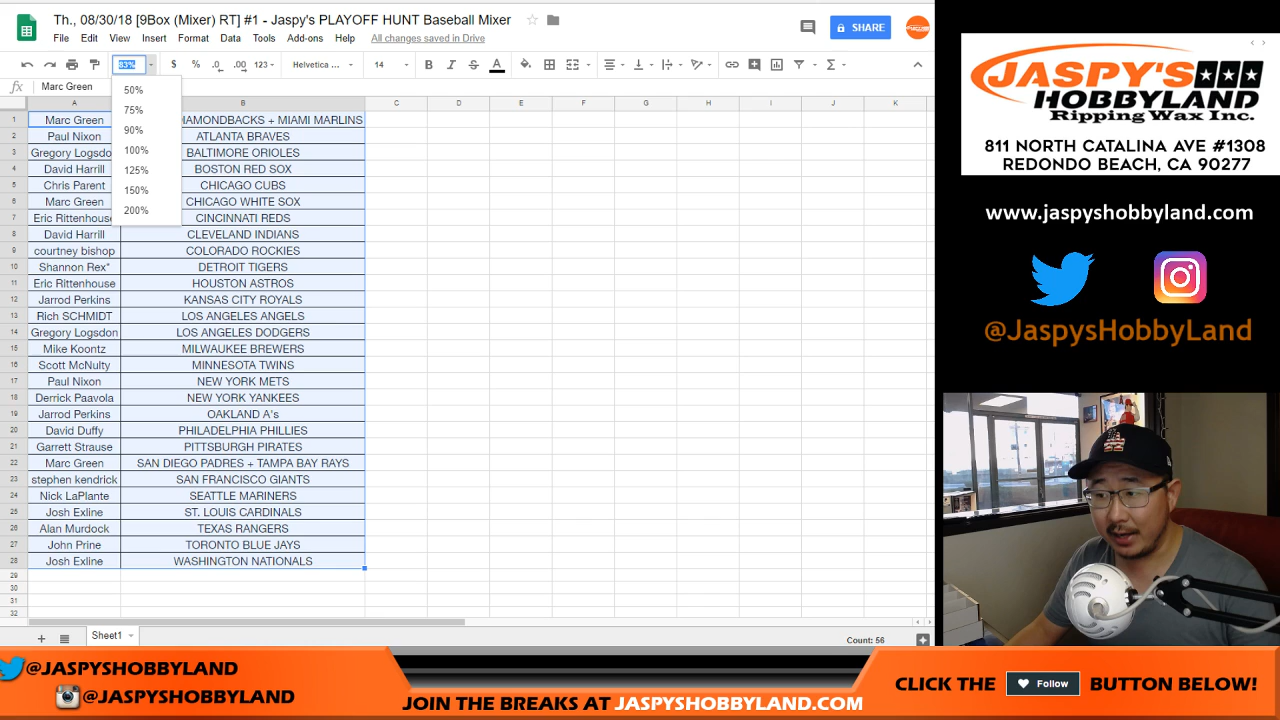 Th., 08/30/18 [9Box (Mixer) RT] #1 - Jaspy's PLAYOFF HUNT Baseball Mixer
File Edit View Insert Format Data Tools Add-ons Help All changes saved in Drive
SHARE
83% $ % .0 .00 123 Helvetica ... 14 B I S A
fx Marc Green
50%
75%
90%
100%
125%
150%
200%
A B C D E F G H I J K
1 Marc Green DIAMONDBACKS + MIAMI MARLINS
2 Paul Nixon ATLANTA BRAVES
3 Gregory Logsdo BALTIMORE ORIOLES
4 David Harrill BOSTON RED SOX
5 Chris Parent CHICAGO CUBS
6 Marc Green CHICAGO WHITE SOX
7 Eric Rittenhouse CINCINNATI REDS
8 David Harrill CLEVELAND INDIANS
9 courtney bishop COLORADO ROCKIES
10 Shannon Rex" DETROIT TIGERS
11 Eric Rittenhouse HOUSTON ASTROS
12 Jarrod Perkins KANSAS CITY ROYALS
13 Rich SCHMIDT LOS ANGELES ANGELS
14 Gregory Logsdon LOS ANGELES DODGERS
15 Mike Koontz MILWAUKEE BREWERS
16 Scott McNulty MINNESOTA TWINS
17 Paul Nixon NEW YORK METS
18 Derrick Paavola NEW YORK YANKEES
19 Jarrod Perkins OAKLAND A's
20 David Duffy PHILADELPHIA PHILLIES
21 Garrett Strause PITTSBURGH PIRATES
22 Marc Green SAN DIEGO PADRES + TAMPA BAY RAYS
23 stephen kendrick SAN FRANCISCO GIANTS
24 Nick LaPlante SEATTLE MARINERS
25 Josh Exline ST. LOUIS CARDINALS
26 Alan Murdock TEXAS RANGERS
27 John Prine TORONTO BLUE JAYS
28 Josh Exline WASHINGTON NATIONALS
29
30
31
32
Sheet1
Count: 56
JASPY'S
HOBBYLAND
Ripping Wax Inc.
811 NORTH CATALINA AVE #1308
REDONDO BEACH, CA 90277
www.jaspyshobbyland.com
@JaspysHobbyLand
@JASPYSHOBBYLAND
@JASPYSHOBBYLAND
JOIN THE BREAKS AT JASPYSHOBBYLAND.COM
CLICK THE Follow BUTTON BELOW!